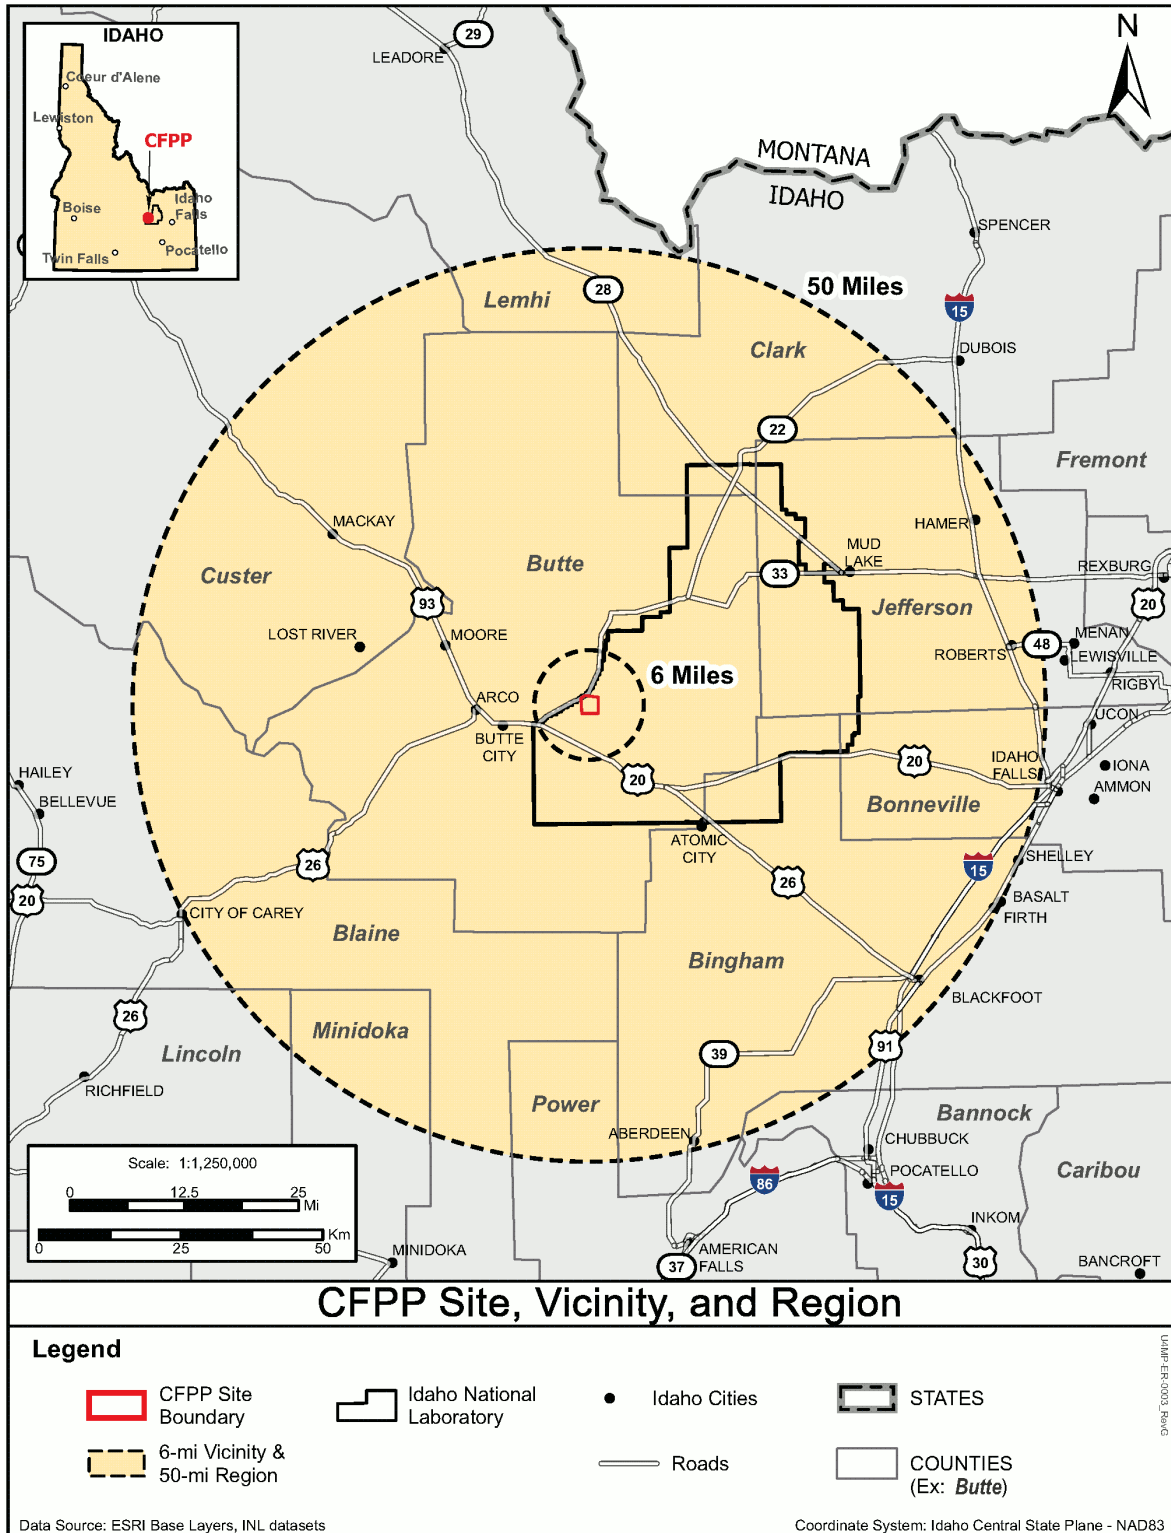 IDAHO
Coeur d'Alene
Lewiston
CFPP
Boise
Idaho
Falls
Twin Falls
Pocatello
29
LEADORE
N
MONTANA
IDAHO
SPENCER
50 Miles
28
Lemhi
15
Clark
DUBOIS
22
Fremont
MACKAY
HAMER
MUD
LAKE
Butte
Custer
33
REXBURG
93
20
Jefferson
LOST RIVER
MOORE
MENAN
48
ROBERTS
LEWISVILLE
6 Miles
RIGBY
ARCO
UCON
BUTTE
CITY
IDAHO
FALLS
20
20
IONA
HAILEY
AMMON
BELLEVUE
Bonneville
ATOMIC
CITY
75
26
15
SHELLEY
26
20
BASALT
CITY OF CAREY
FIRTH
Blaine
Bingham
BLACKFOOT
26
Minidoka
91
39
Lincoln
RICHFIELD
Power
Bannock
ABERDEEN
CHUBBUCK
POCATELLO
Caribou
86
15
Scale: 1:1,250,000
0 12.5 25
Mi
Km
0 25 50
INKOM
MINIDOKA
AMERICAN
FALLS
37
30
BANCROFT
CFPP Site, Vicinity, and Region
Legend
CFPP Site
Boundary
Idaho National
Laboratory
Idaho Cities
STATES
6-mi Vicinity &
50-mi Region
Roads
COUNTIES
(Ex: Butte)
U4MP-ER-0003_RevG
Data Source: ESRI Base Layers, INL datasets
Coordinate System: Idaho Central State Plane - NAD83